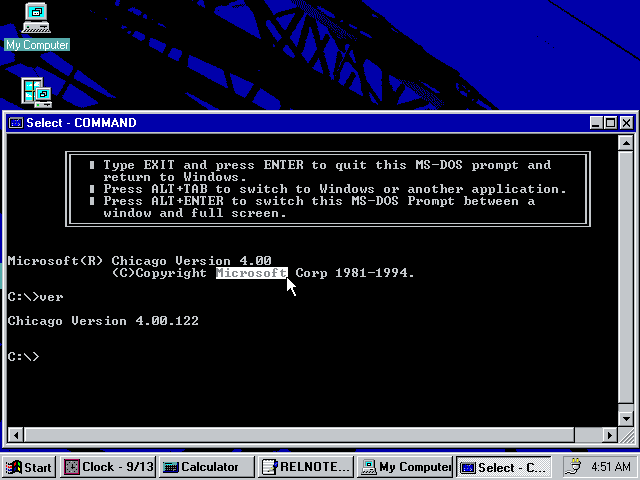 My Computer
Select - COMMAND
Type EXIT and press ENTER to quit this MS-DOS prompt and
return to Windows.
Press ALT+TAB to switch to Windows or another application.
Press ALT+ENTER to switch this MS-DOS Prompt between a
window and full screen.
Microsoft(R) Chicago Version 4.00
(C)Copyright Microsoft Corp 1981-1994.
C:\>ver
Chicago Version 4.00.122
C:\>
Start
Clock - 9/13
Calculator
RELNOTE...
My Computer
Select - C...
4:51 AM